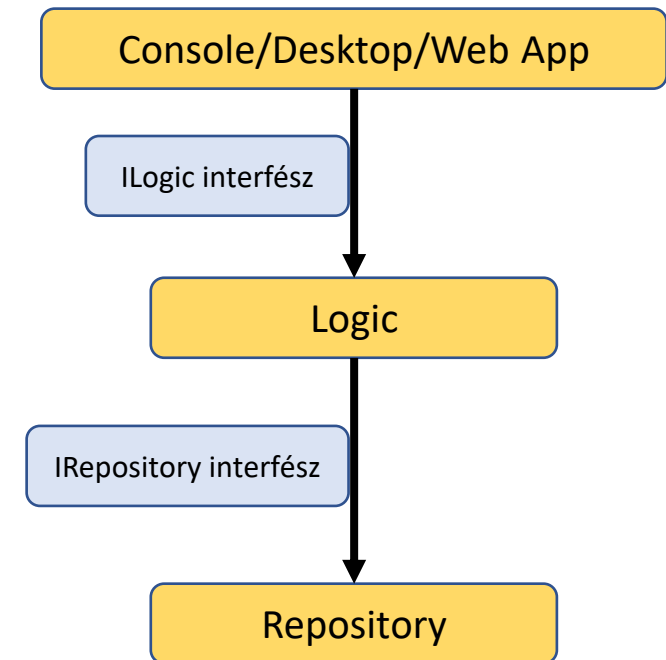 Console/Desktop/Web App
ILogic interfész
Logic
IRepository interfész
Repository